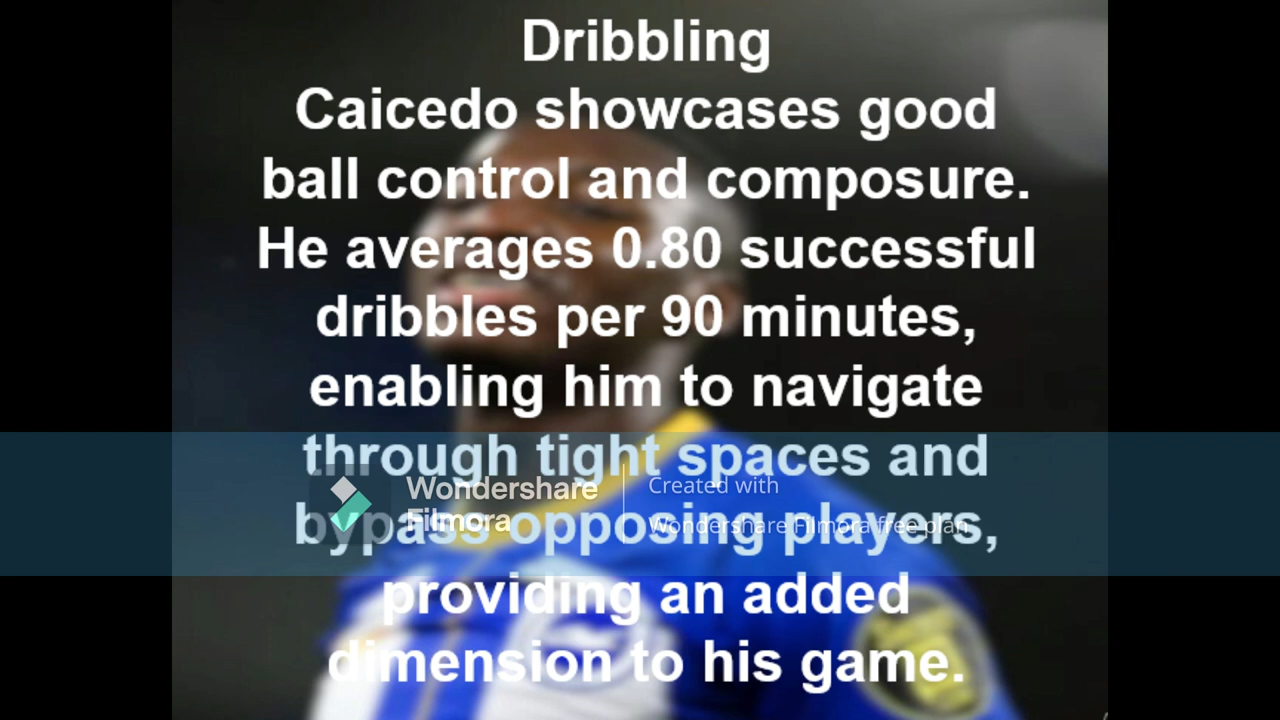 Dribbling
Caicedo showcases good
ball control and composure.
He averages 0.80 successful
dribbles per 90 minutes,
enabling him to navigate
through tight spaces and
Wondershare
Filmora
Created with
Wondershare Filmora free plan
bypass opposing players,
providing an added
dimension to his game.